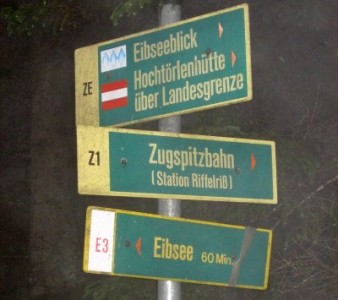 ZE
Eibseeblick
Hochtörlenhütte
über Landesgrenze
Z1
Zugspitzbahn
(Station Riffelriß)
E3
Eibsee 60 Min.